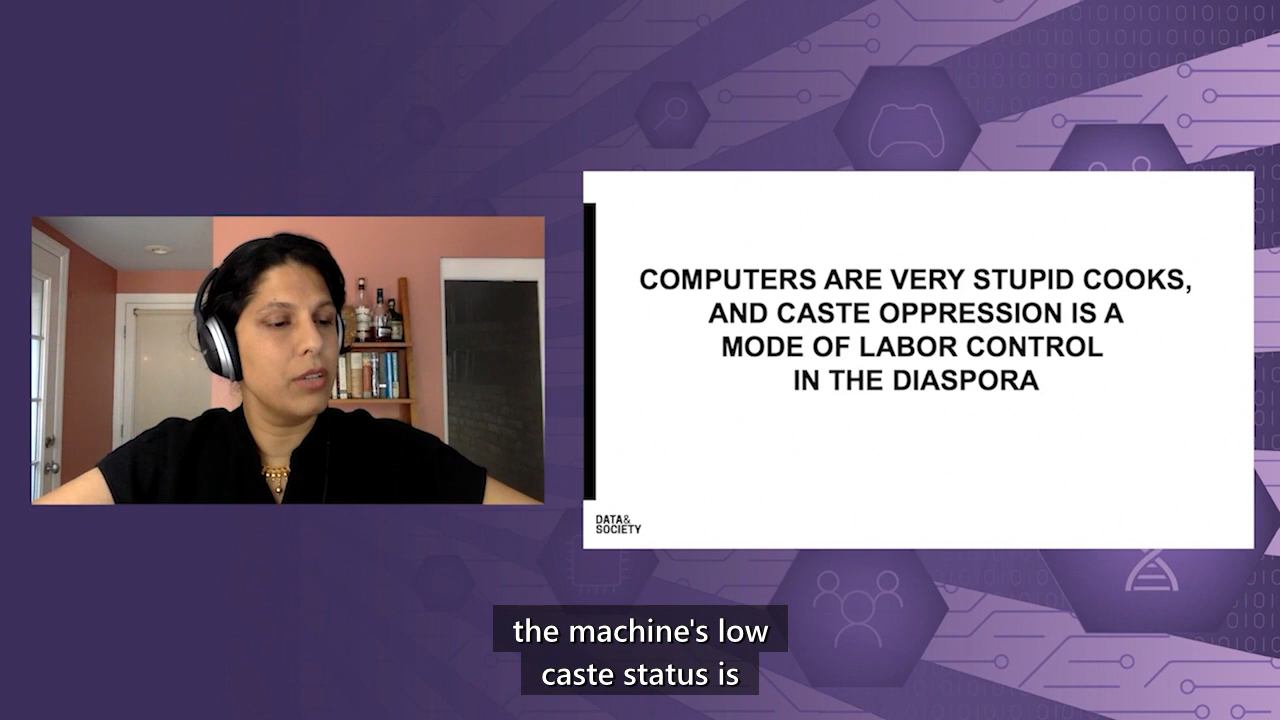 COMPUTERS ARE VERY STUPID COOKS,
AND CASTE OPPRESSION IS A
MODE OF LABOR CONTROL
IN THE DIASPORA
DATA&
SOCIETY
the machine's low
caste status is